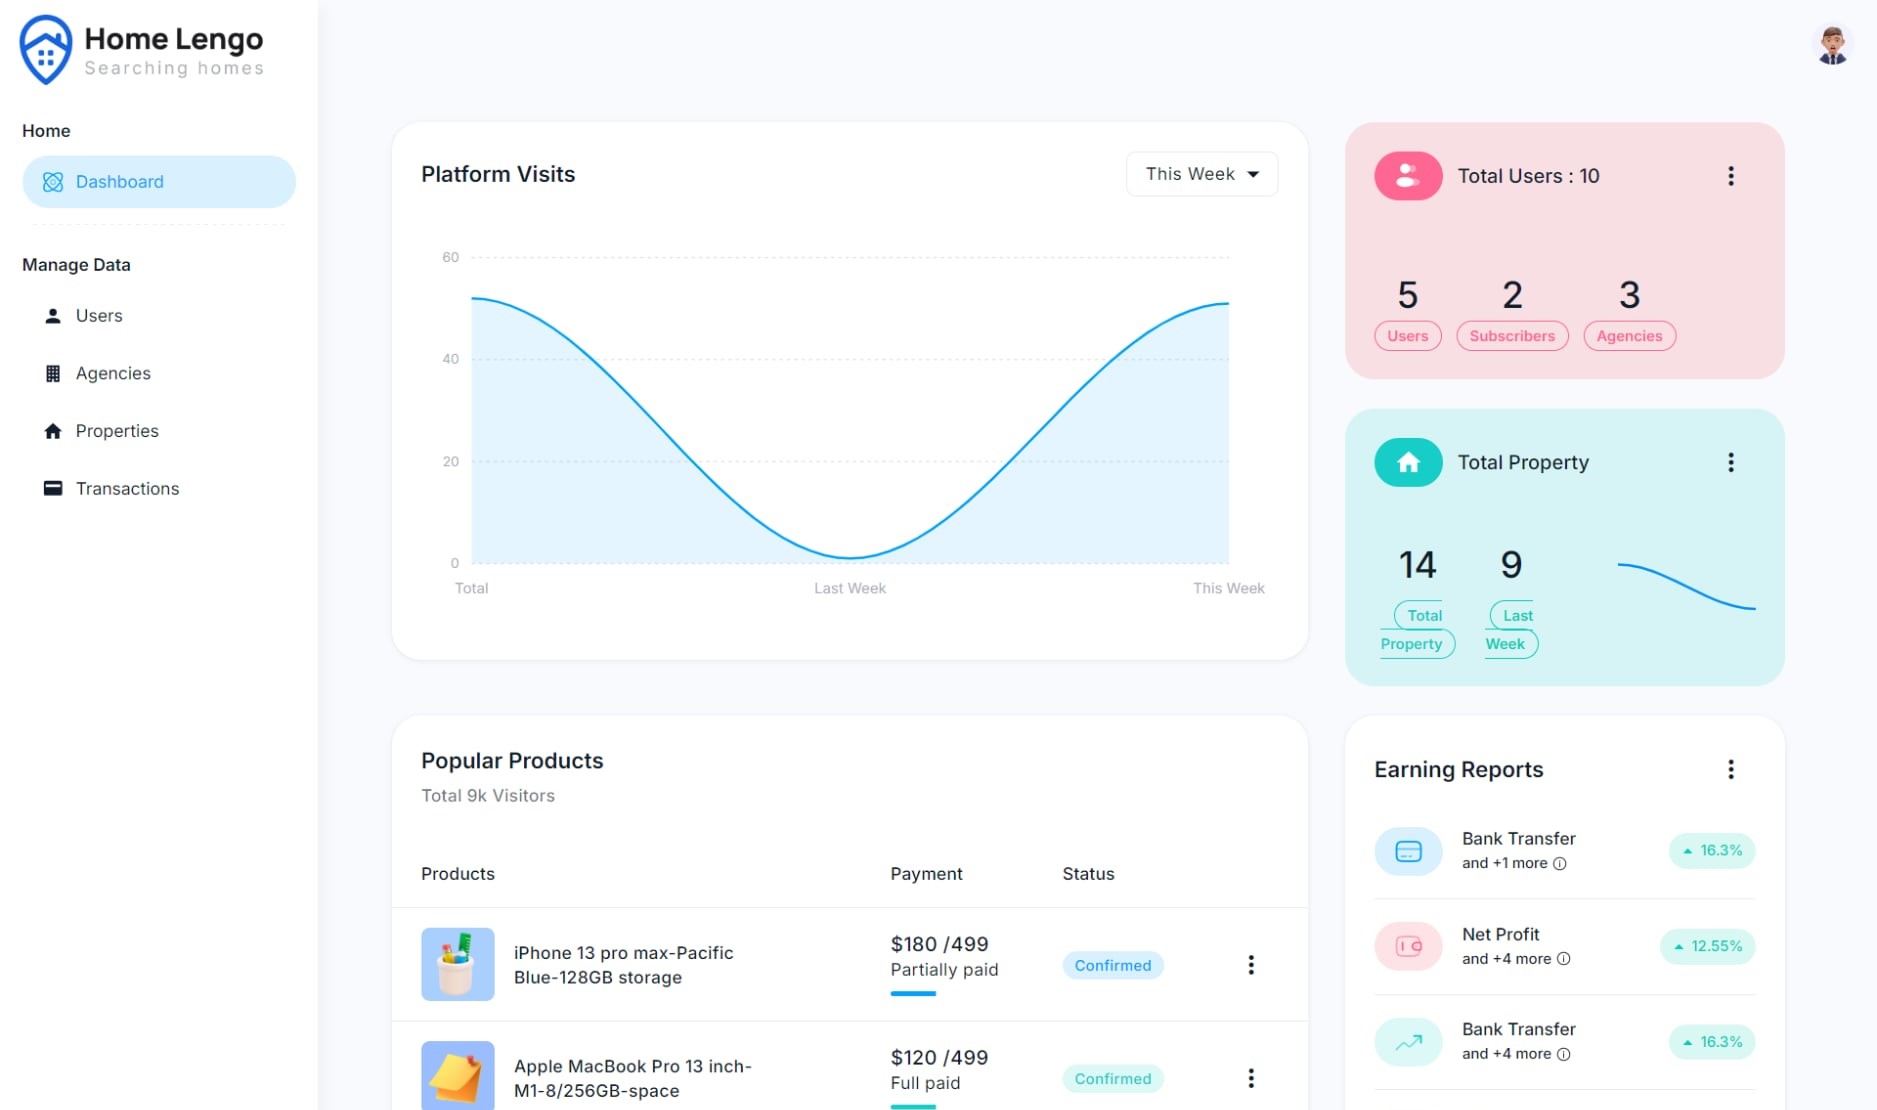 Home Lengo
Searching homes
Home
Dashboard
Manage Data
Users
Agencies
Properties
Transactions
Platform Visits
This Week
60
40
20
0
Total
Last Week
This Week
Total Users : 10
5
2
3
Users
Subscribers
Agencies
Total Property
14
9
Total
Property
Last
Week
Popular Products
Total 9k Visitors
Products
Payment
Status
iPhone 13 pro max-Pacific
Blue-128GB storage
$180 /499
Partially paid
Confirmed
Apple MacBook Pro 13 inch-
M1-8/256GB-space
$120 /499
Full paid
Confirmed
Earning Reports
Bank Transfer
and +1 more
16.3%
Net Profit
and +4 more
12.55%
Bank Transfer
and +4 more
16.3%